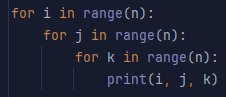 for i in range(n):
    for j in range(n):
        for k in range(n):
            print(i, j, k)